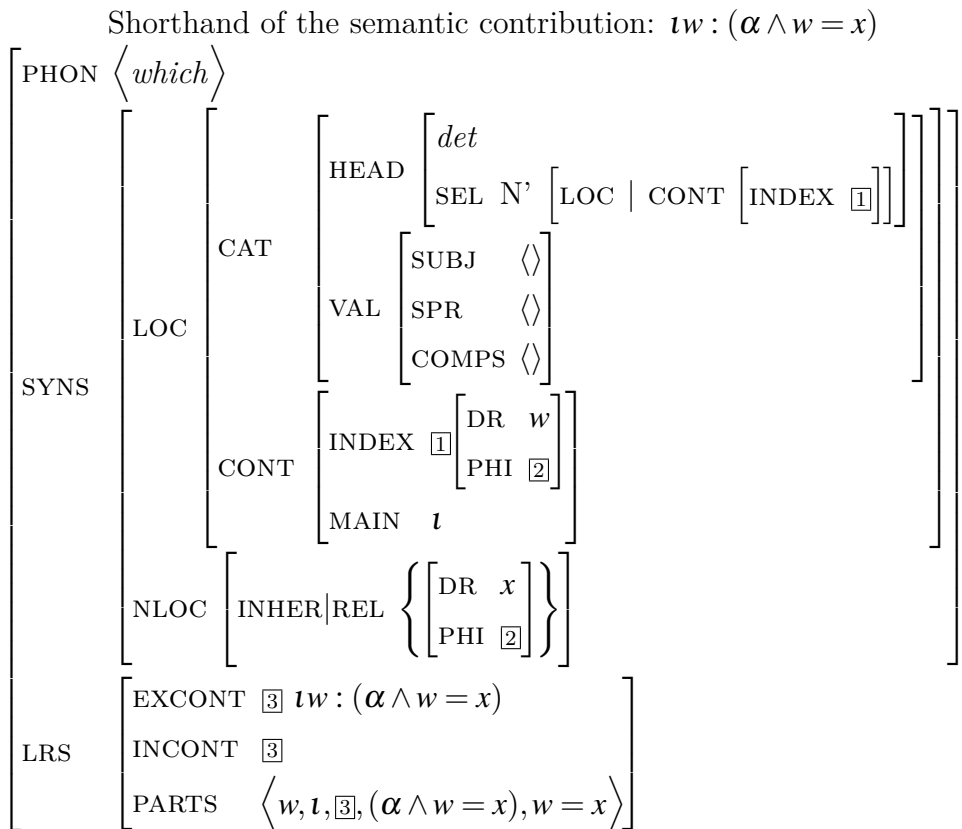 Shorthand of the semantic contribution: ιw : (α ∧ w = x)
PHON ⟨which⟩
SYNS
LOC
CAT
HEAD
det
SEL N’ [LOC | CONT [INDEX 1]]
VAL
SUBJ ⟨⟩
SPR ⟨⟩
COMPS ⟨⟩
CONT
INDEX 1
DR w
PHI 2
MAIN ι
NLOC
INHER|REL
DR x
PHI 2
LRS
EXCONT 3 ιw : (α ∧ w = x)
INCONT 3
PARTS ⟨w, ι, 3, (α ∧ w = x), w = x⟩